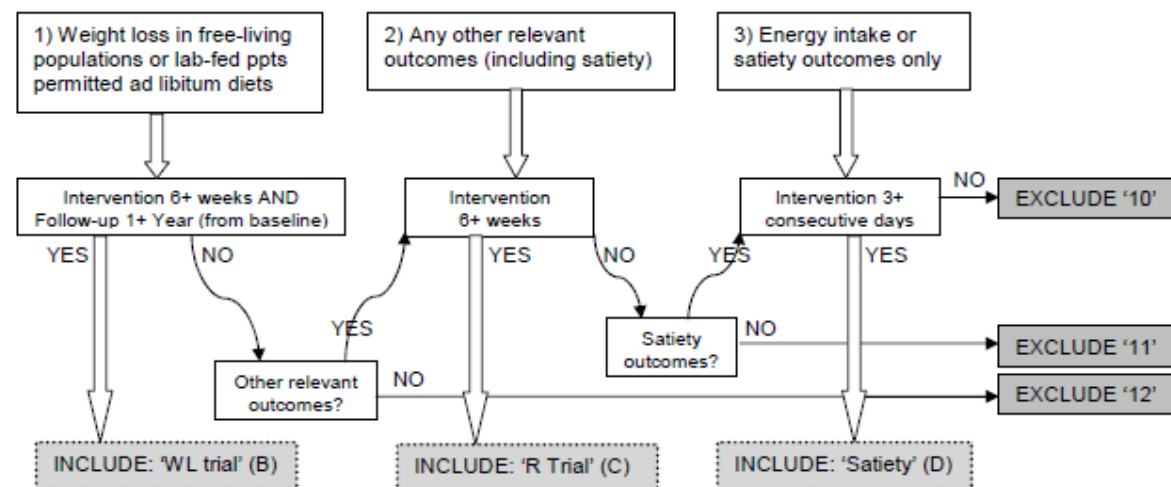 1) Weight loss in free-living
populations or lab-fed ppts
permitted ad libitum diets
2) Any other relevant
outcomes (including satiety)
3) Energy intake or
satiety outcomes only
Intervention 6+ weeks AND
Follow-up 1+ Year (from baseline)
Intervention
6+ weeks
Intervention 3+
consecutive days
NO
EXCLUDE ‘10’
YES
NO
YES
NO
YES
YES
YES
Satiety
outcomes?
NO
EXCLUDE ‘11’
Other relevant
outcomes?
NO
EXCLUDE ‘12’
INCLUDE: ‘WL trial’ (B)
INCLUDE: ‘R Trial’ (C)
INCLUDE: ‘Satiety’ (D)